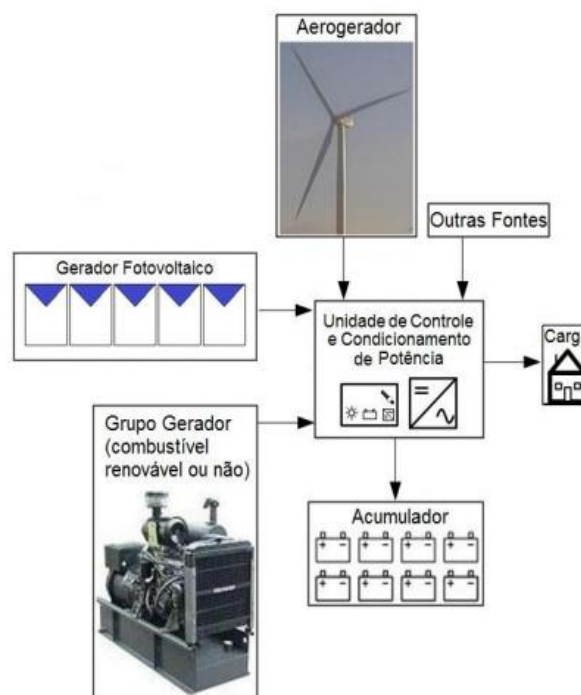 Aerogerador
Outras Fontes
Gerador Fotovoltaico
Unidade de Controle
e Condicionamento
de Potência
Carg
Grupo Gerador
(combustível
renovável ou não)
Acumulador